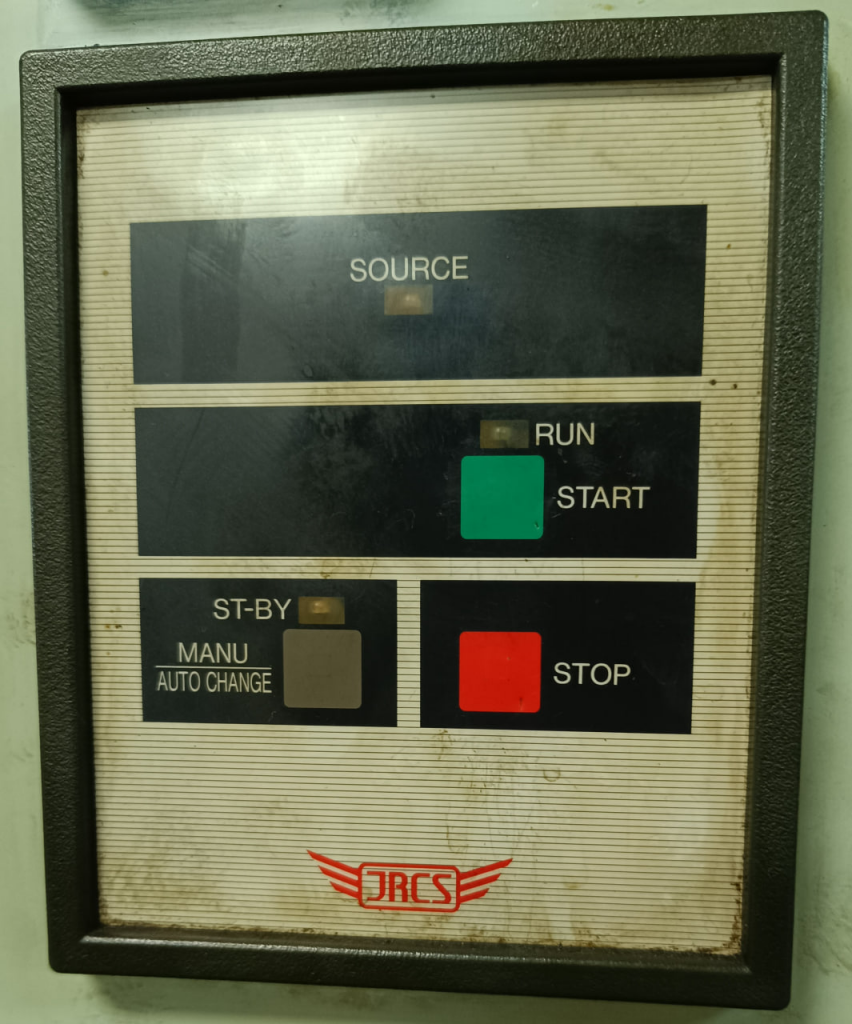 SOURCE
RUN
START
ST-BY
MANU
AUTO CHANGE
STOP
JRCS